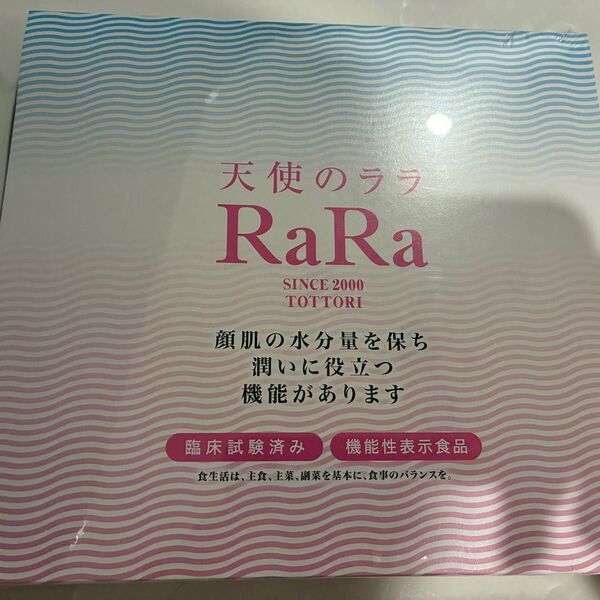 天使のララ
RaRa
SINCE 2000
TOTTORI
顔肌の水分量を保ち
潤いに役立つ
機能があります
臨床試験済み 機能性表示食品
食生活は、主食、主菜、副菜を基本に、食事のバランスを。